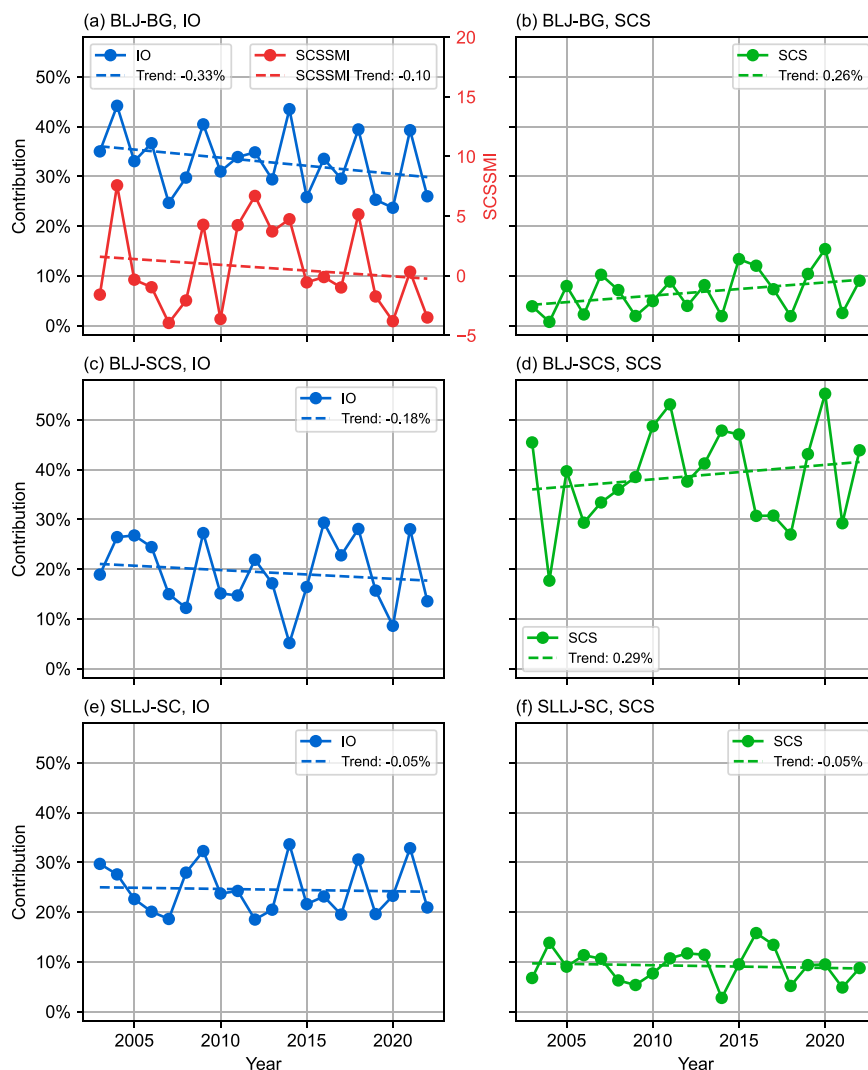 (a) BLJ-BG, IO
IO
Trend: -0.33%
SCSSMI
SCSSMI Trend: -0.10
50%
40%
30%
20%
10%
0%
Contribution
20
15
10
5
0
−5
SCSSMI
(b) BLJ-BG, SCS
SCS
Trend: 0.26%
(c) BLJ-SCS, IO
IO
Trend: -0.18%
50%
40%
30%
20%
10%
0%
Contribution
(d) BLJ-SCS, SCS
SCS
Trend: 0.29%
(e) SLLJ-SC, IO
IO
Trend: -0.05%
50%
40%
30%
20%
10%
0%
Contribution
2005 2010 2015 2020
Year
(f) SLLJ-SC, SCS
SCS
Trend: -0.05%
2005 2010 2015 2020
Year